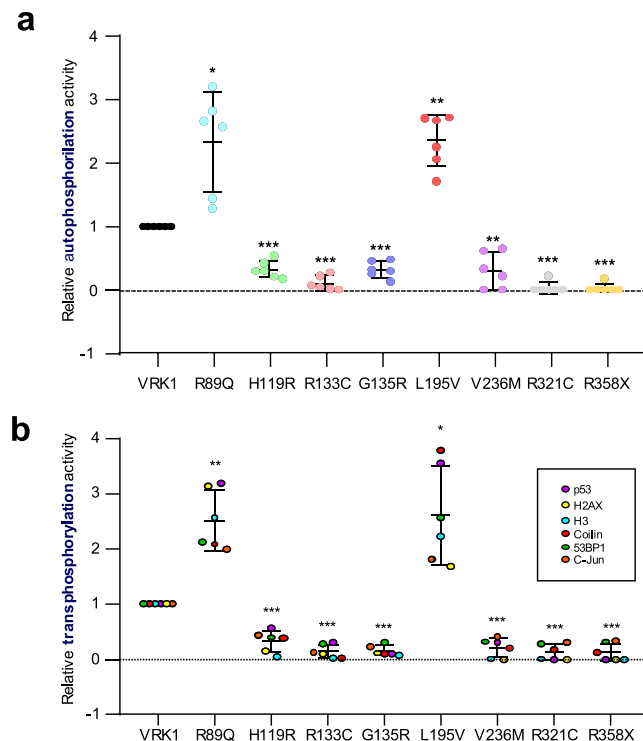 a
Relative autophosphorilation activity
4
3
2
1
0
-1
*
***
***
***
**
**
***
***
VRK1 R89Q H119R R133C G135R L195V V236M R321C R358X
b
Relative transphosphorylation activity
4
3
2
1
0
-1
**
***
***
***
*
***
***
***
p53
H2AX
H3
Coilin
53BP1
C-Jun
VRK1 R89Q H119R R133C G135R L195V V236M R321C R358X